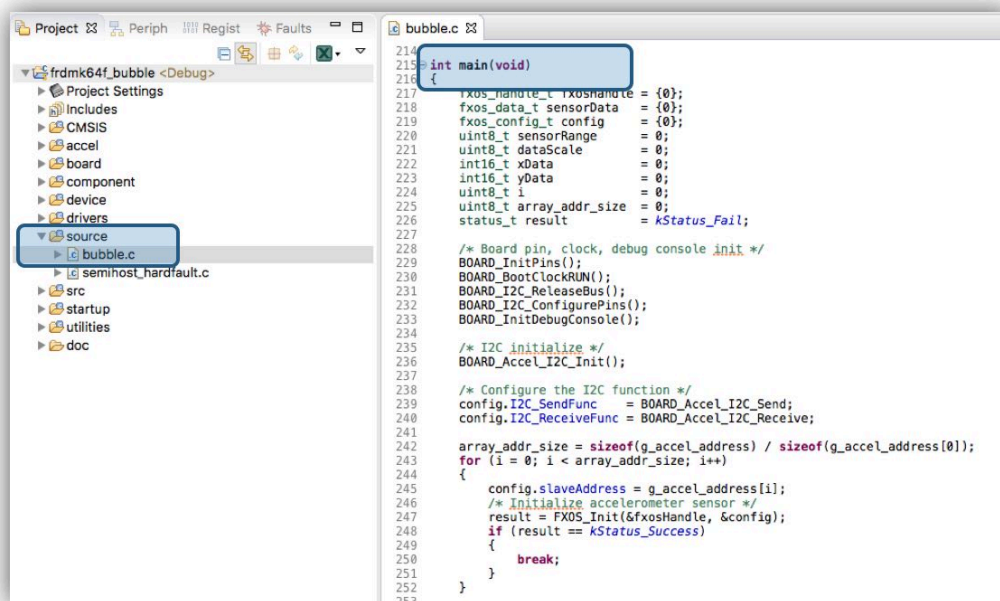 Project Periph Regist Faults
frdmk64f_bubble <Debug>
Project Settings
Includes
CMSIS
accel
board
component
device
drivers
source
bubble.c
semihost_hardfault.c
src
startup
utilities
doc
bubble.c
214
215 int main(void)
216 {
217 fxos_handle_t fxosHandle = {0};
218 fxos_data_t sensorData = {0};
219 fxos_config_t config = {0};
220 uint8_t sensorRange = 0;
221 uint8_t dataScale = 0;
222 int16_t xData = 0;
223 int16_t yData = 0;
224 uint8_t i = 0;
225 uint8_t array_addr_size = 0;
226 status_t result = kStatus_Fail;
227
228 /* Board pin, clock, debug console init */
229 BOARD_InitPins();
230 BOARD_BootClockRUN();
231 BOARD_I2C_ReleaseBus();
232 BOARD_I2C_ConfigurePins();
233 BOARD_InitDebugConsole();
234
235 /* I2C initialize */
236 BOARD_Accel_I2C_Init();
237
238 /* Configure the I2C function */
239 config.I2C_SendFunc = BOARD_Accel_I2C_Send;
240 config.I2C_ReceiveFunc = BOARD_Accel_I2C_Receive;
241
242 array_addr_size = sizeof(g_accel_address) / sizeof(g_accel_address[0]);
243 for (i = 0; i < array_addr_size; i++)
244 {
245 config.slaveAddress = g_accel_address[i];
246 /* Initialize accelerometer sensor */
247 result = FXOS_Init(&fxosHandle, &config);
248 if (result == kStatus_Success)
249 {
250 break;
251 }
252 }
253